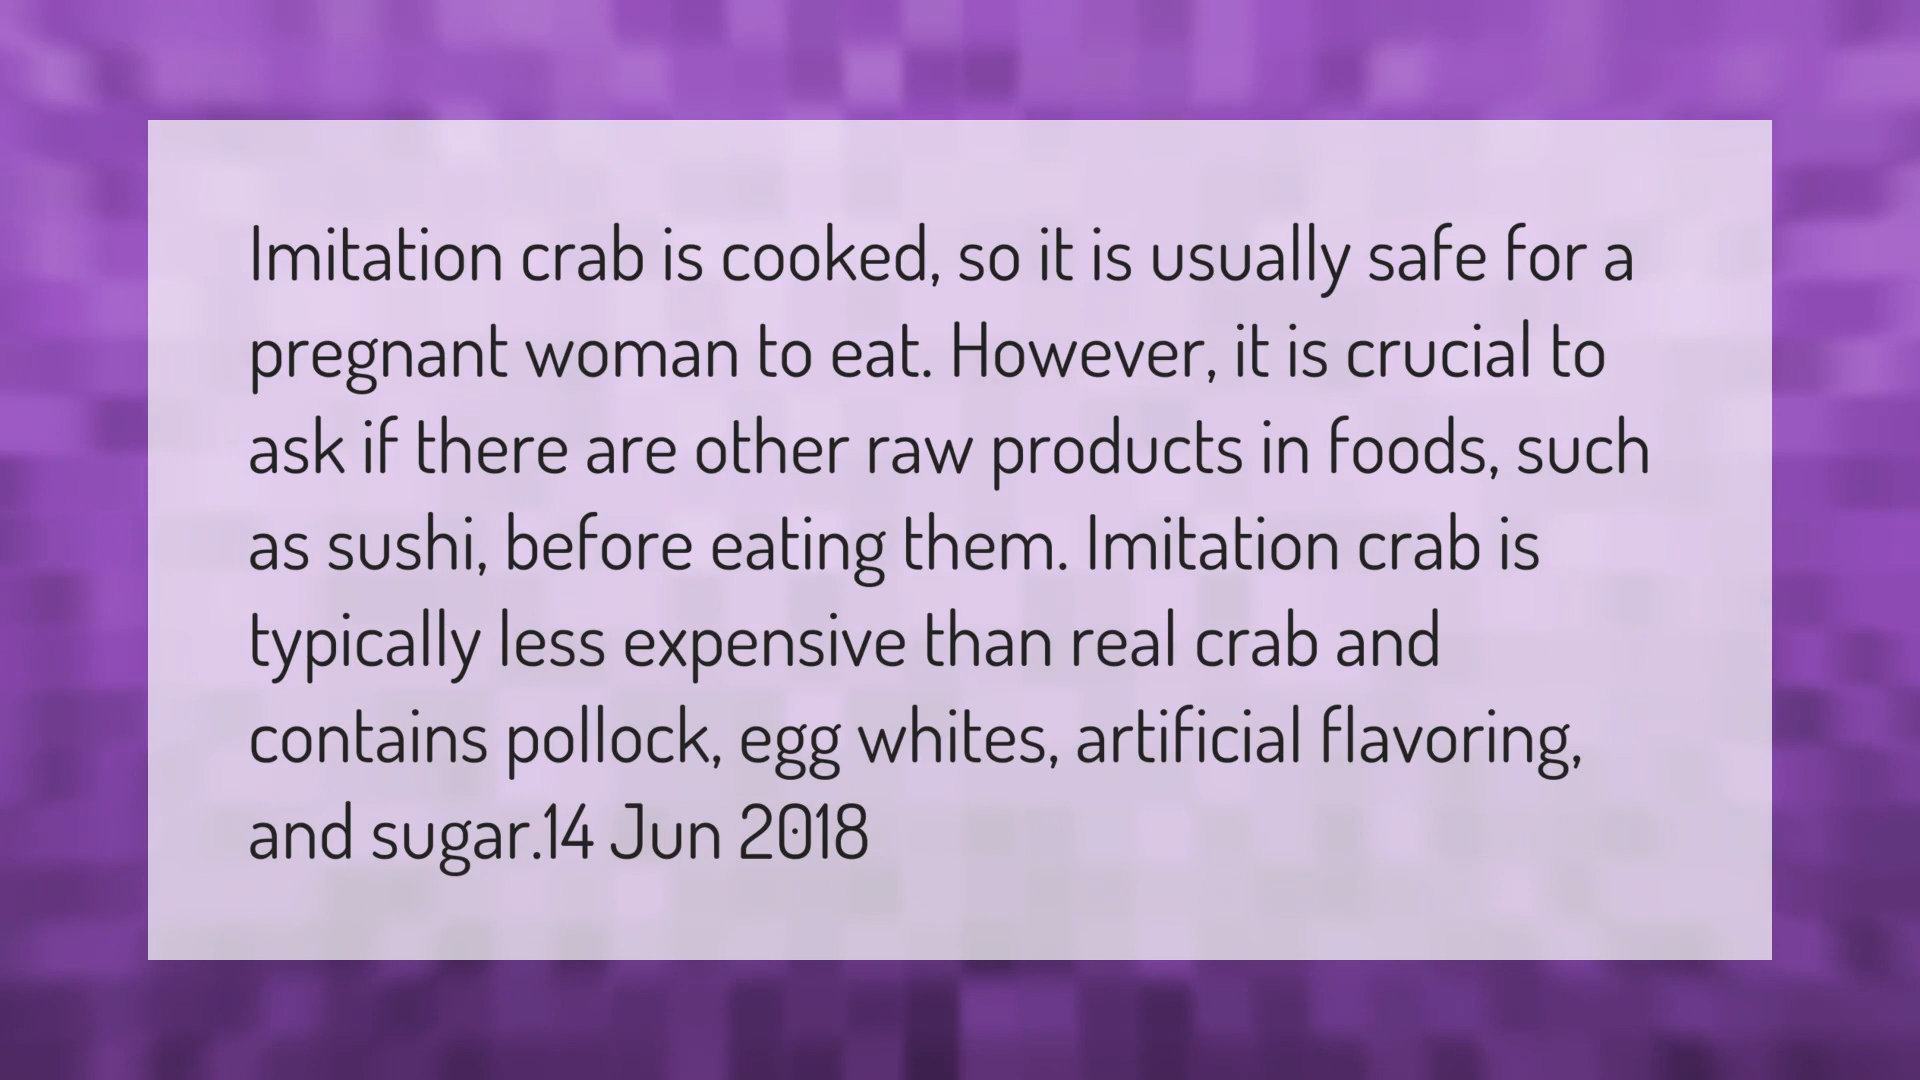 Imitation crab is cooked, so it is usually safe for a
pregnant woman to eat. However, it is crucial to
ask if there are other raw products in foods, such
as sushi, before eating them. Imitation crab is
typically less expensive than real crab and
contains pollock, egg whites, artificial flavoring,
and sugar.14 Jun 2018